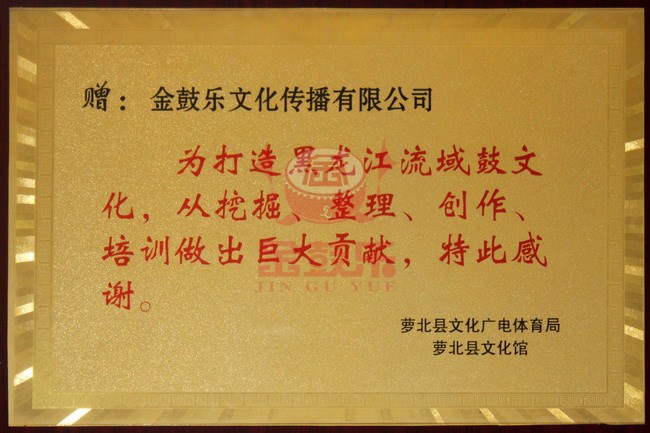 赠：金鼓乐文化传播有限公司
为打造黑龙江流域鼓文
化，从挖掘、整理、创作、
培训做出巨大贡献，特此感
谢。
金鼓乐
JIN GU YUE
萝北县文化广电体育局
萝北县文化馆